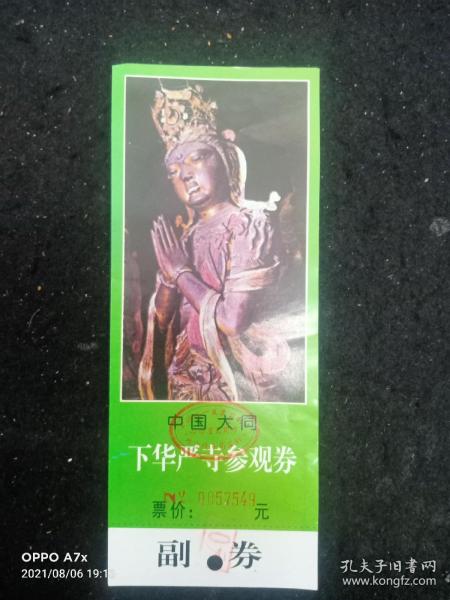 中国大同
下华严寺参观券
№ 0057549
票价： 元
副券
OPPO A7x
2021/08/06 19:1
孔夫子旧书网
www.kongfz.com